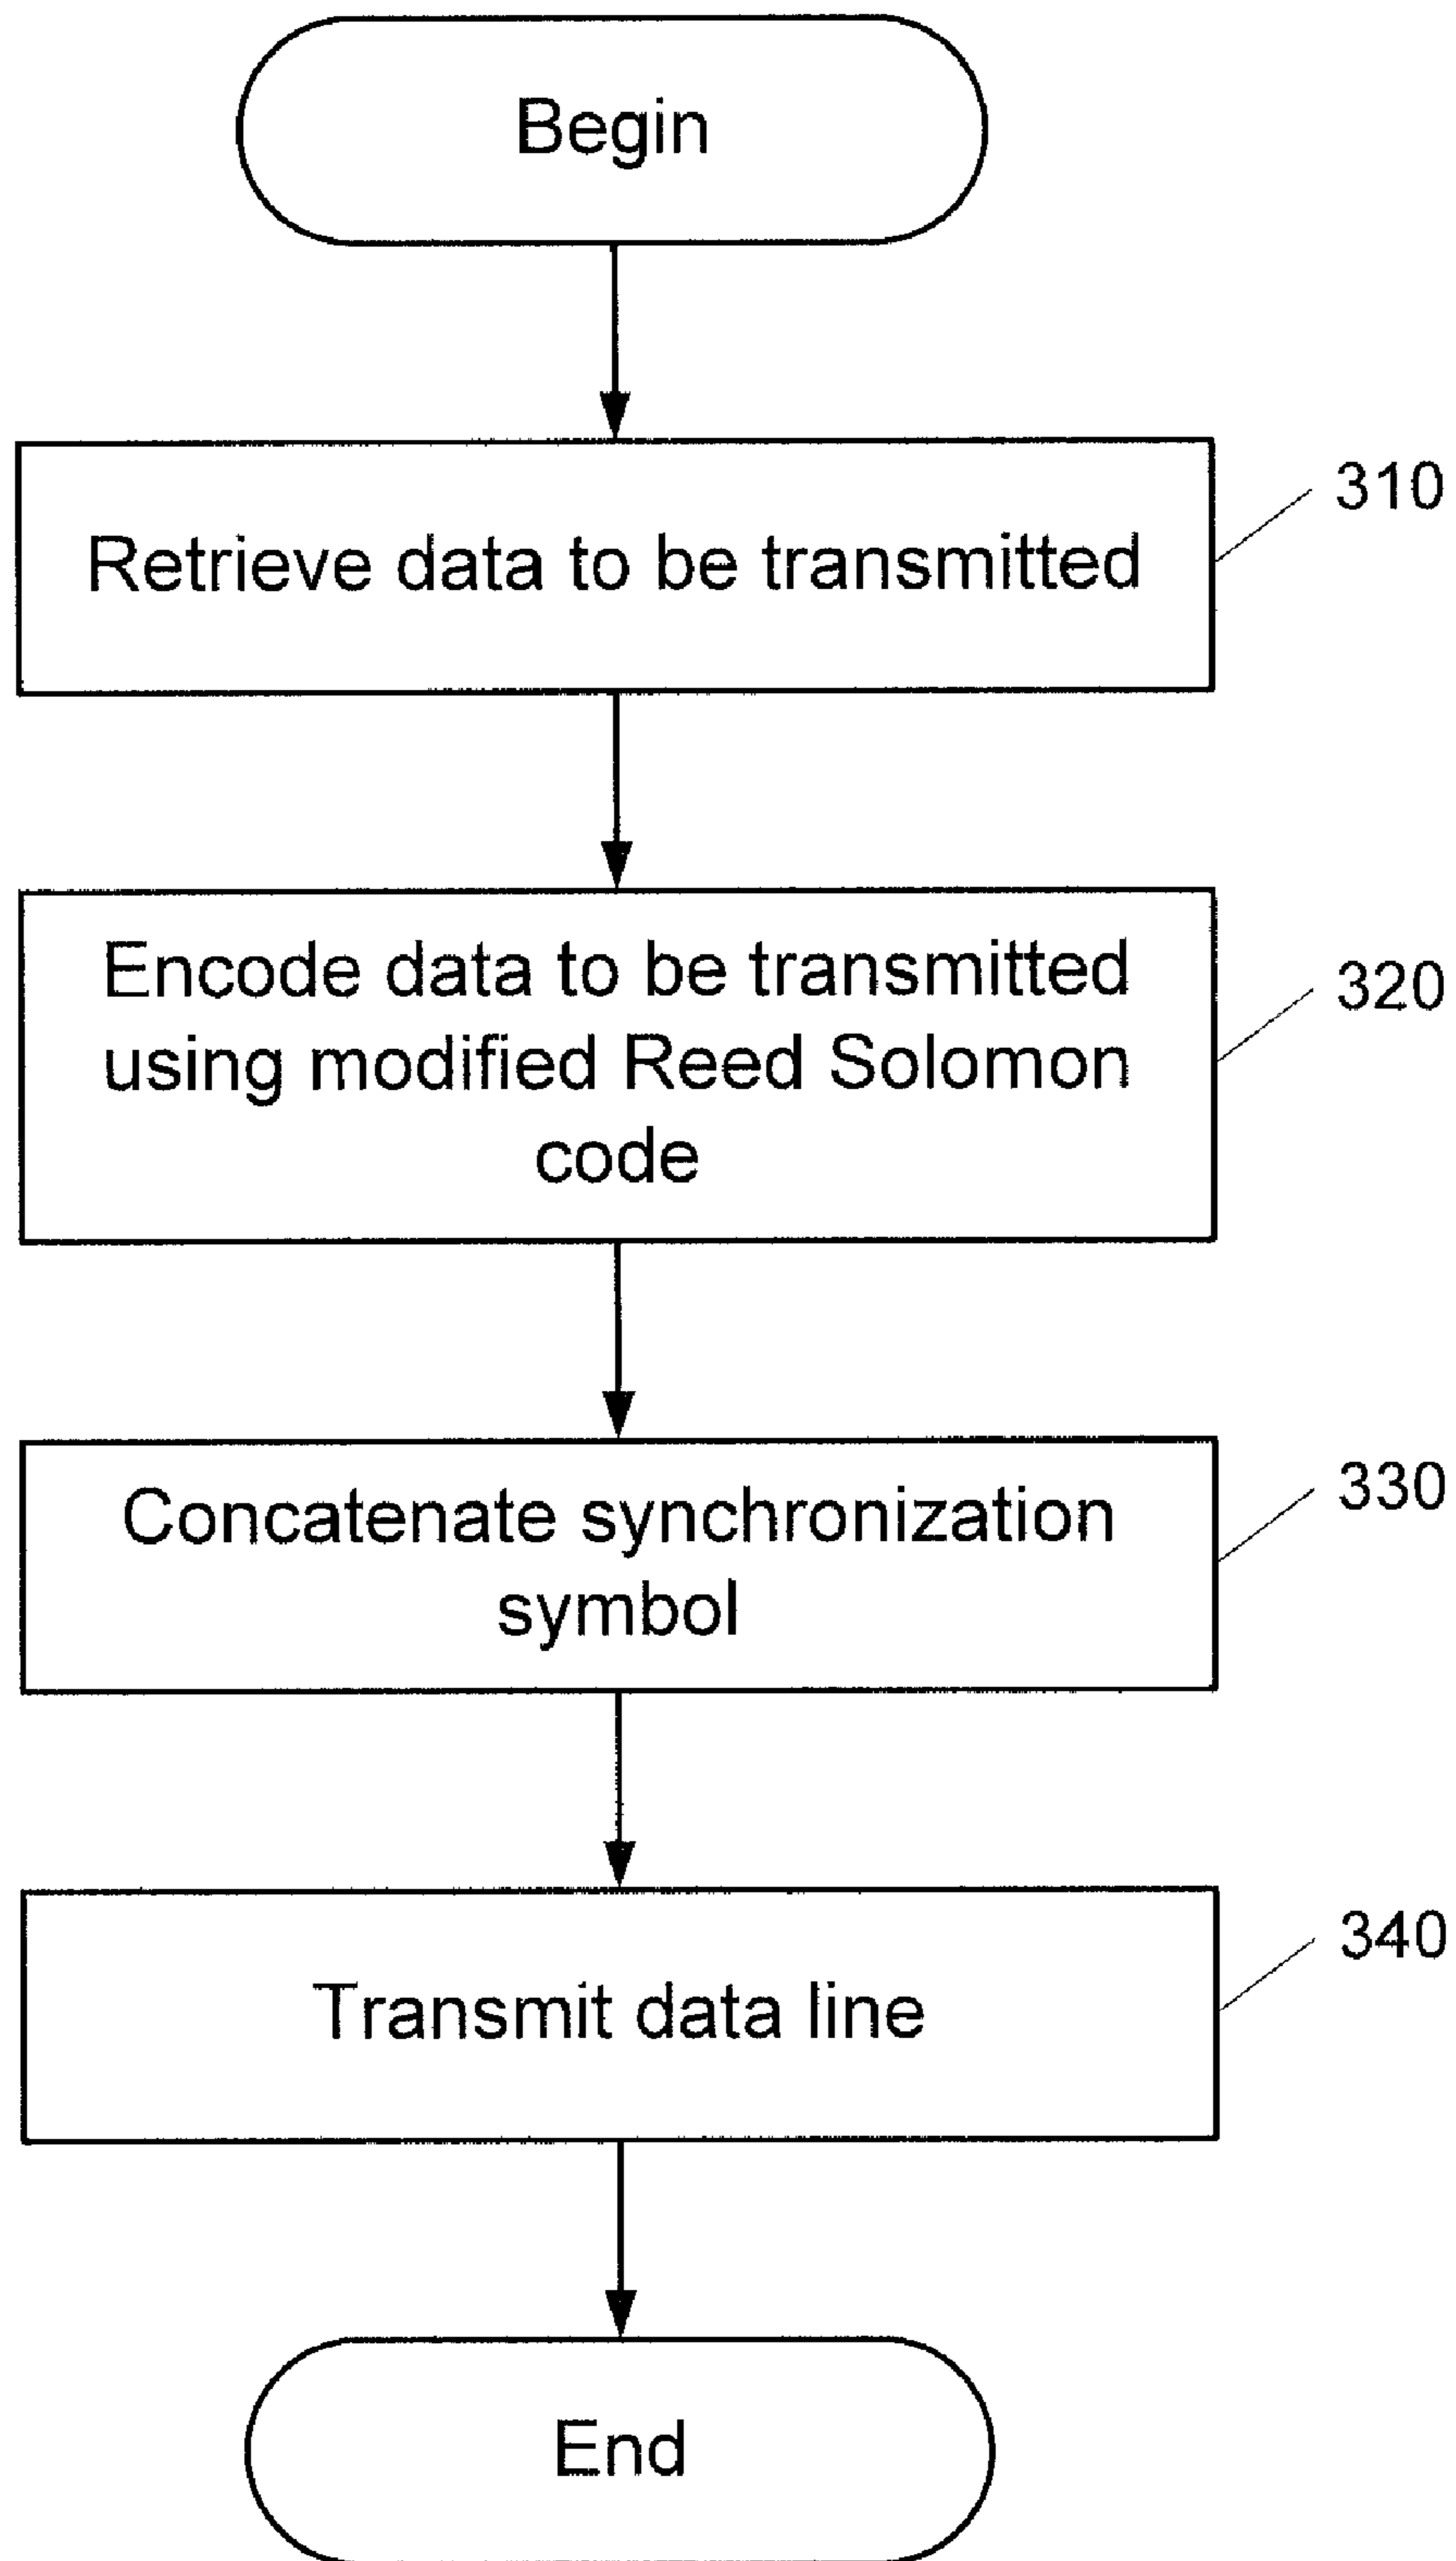 Begin
310
Retrieve data to be transmitted
320
Encode data to be transmitted
using modified Reed Solomon
code
330
Concatenate synchronization
symbol
340
Transmit data line
End